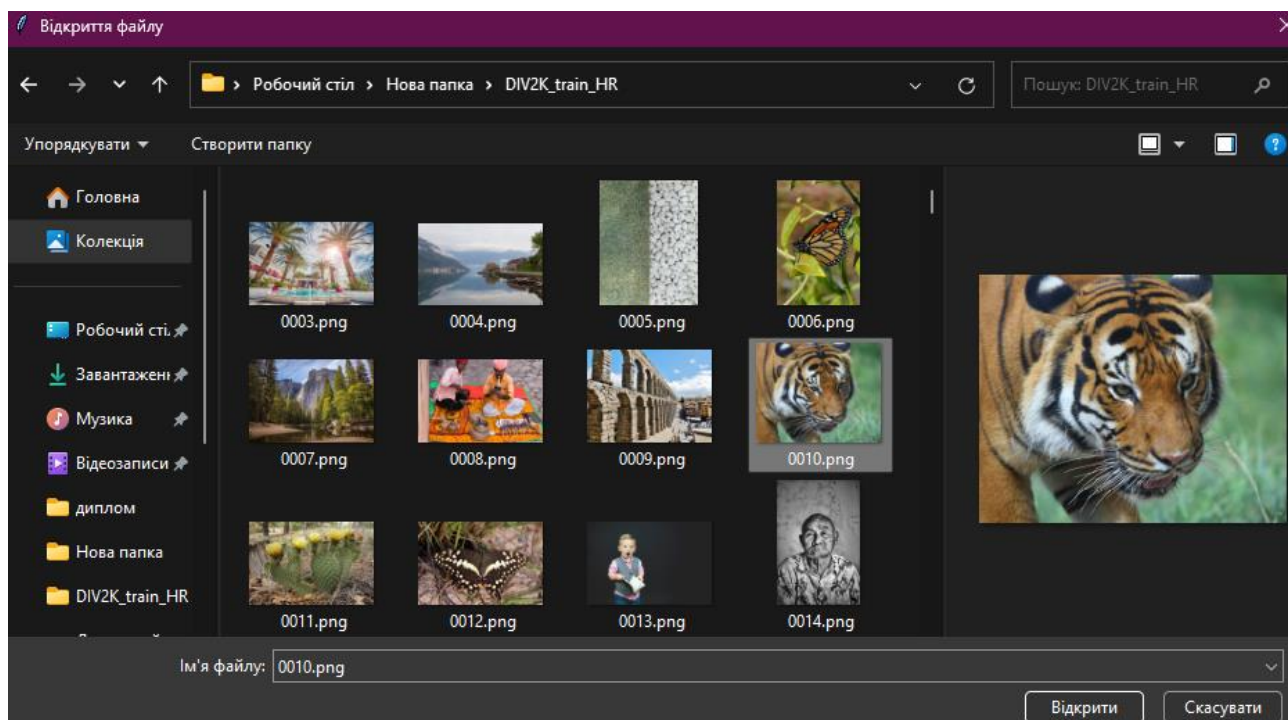 Відкриття файлу
Робочий стіл > Нова папка > DIV2K_train_HR
Пошук: DIV2K_train_HR
Упорядкувати
Створити папку
Головна
Колекція
Робочий сті
Завантажен
Музика
Відеозаписи
диплом
Нова папка
DIV2K_train_HR
0003.png
0004.png
0005.png
0006.png
0007.png
0008.png
0009.png
0010.png
0011.png
0012.png
0013.png
0014.png
Ім'я файлу: 0010.png
Відкрити
Скасувати